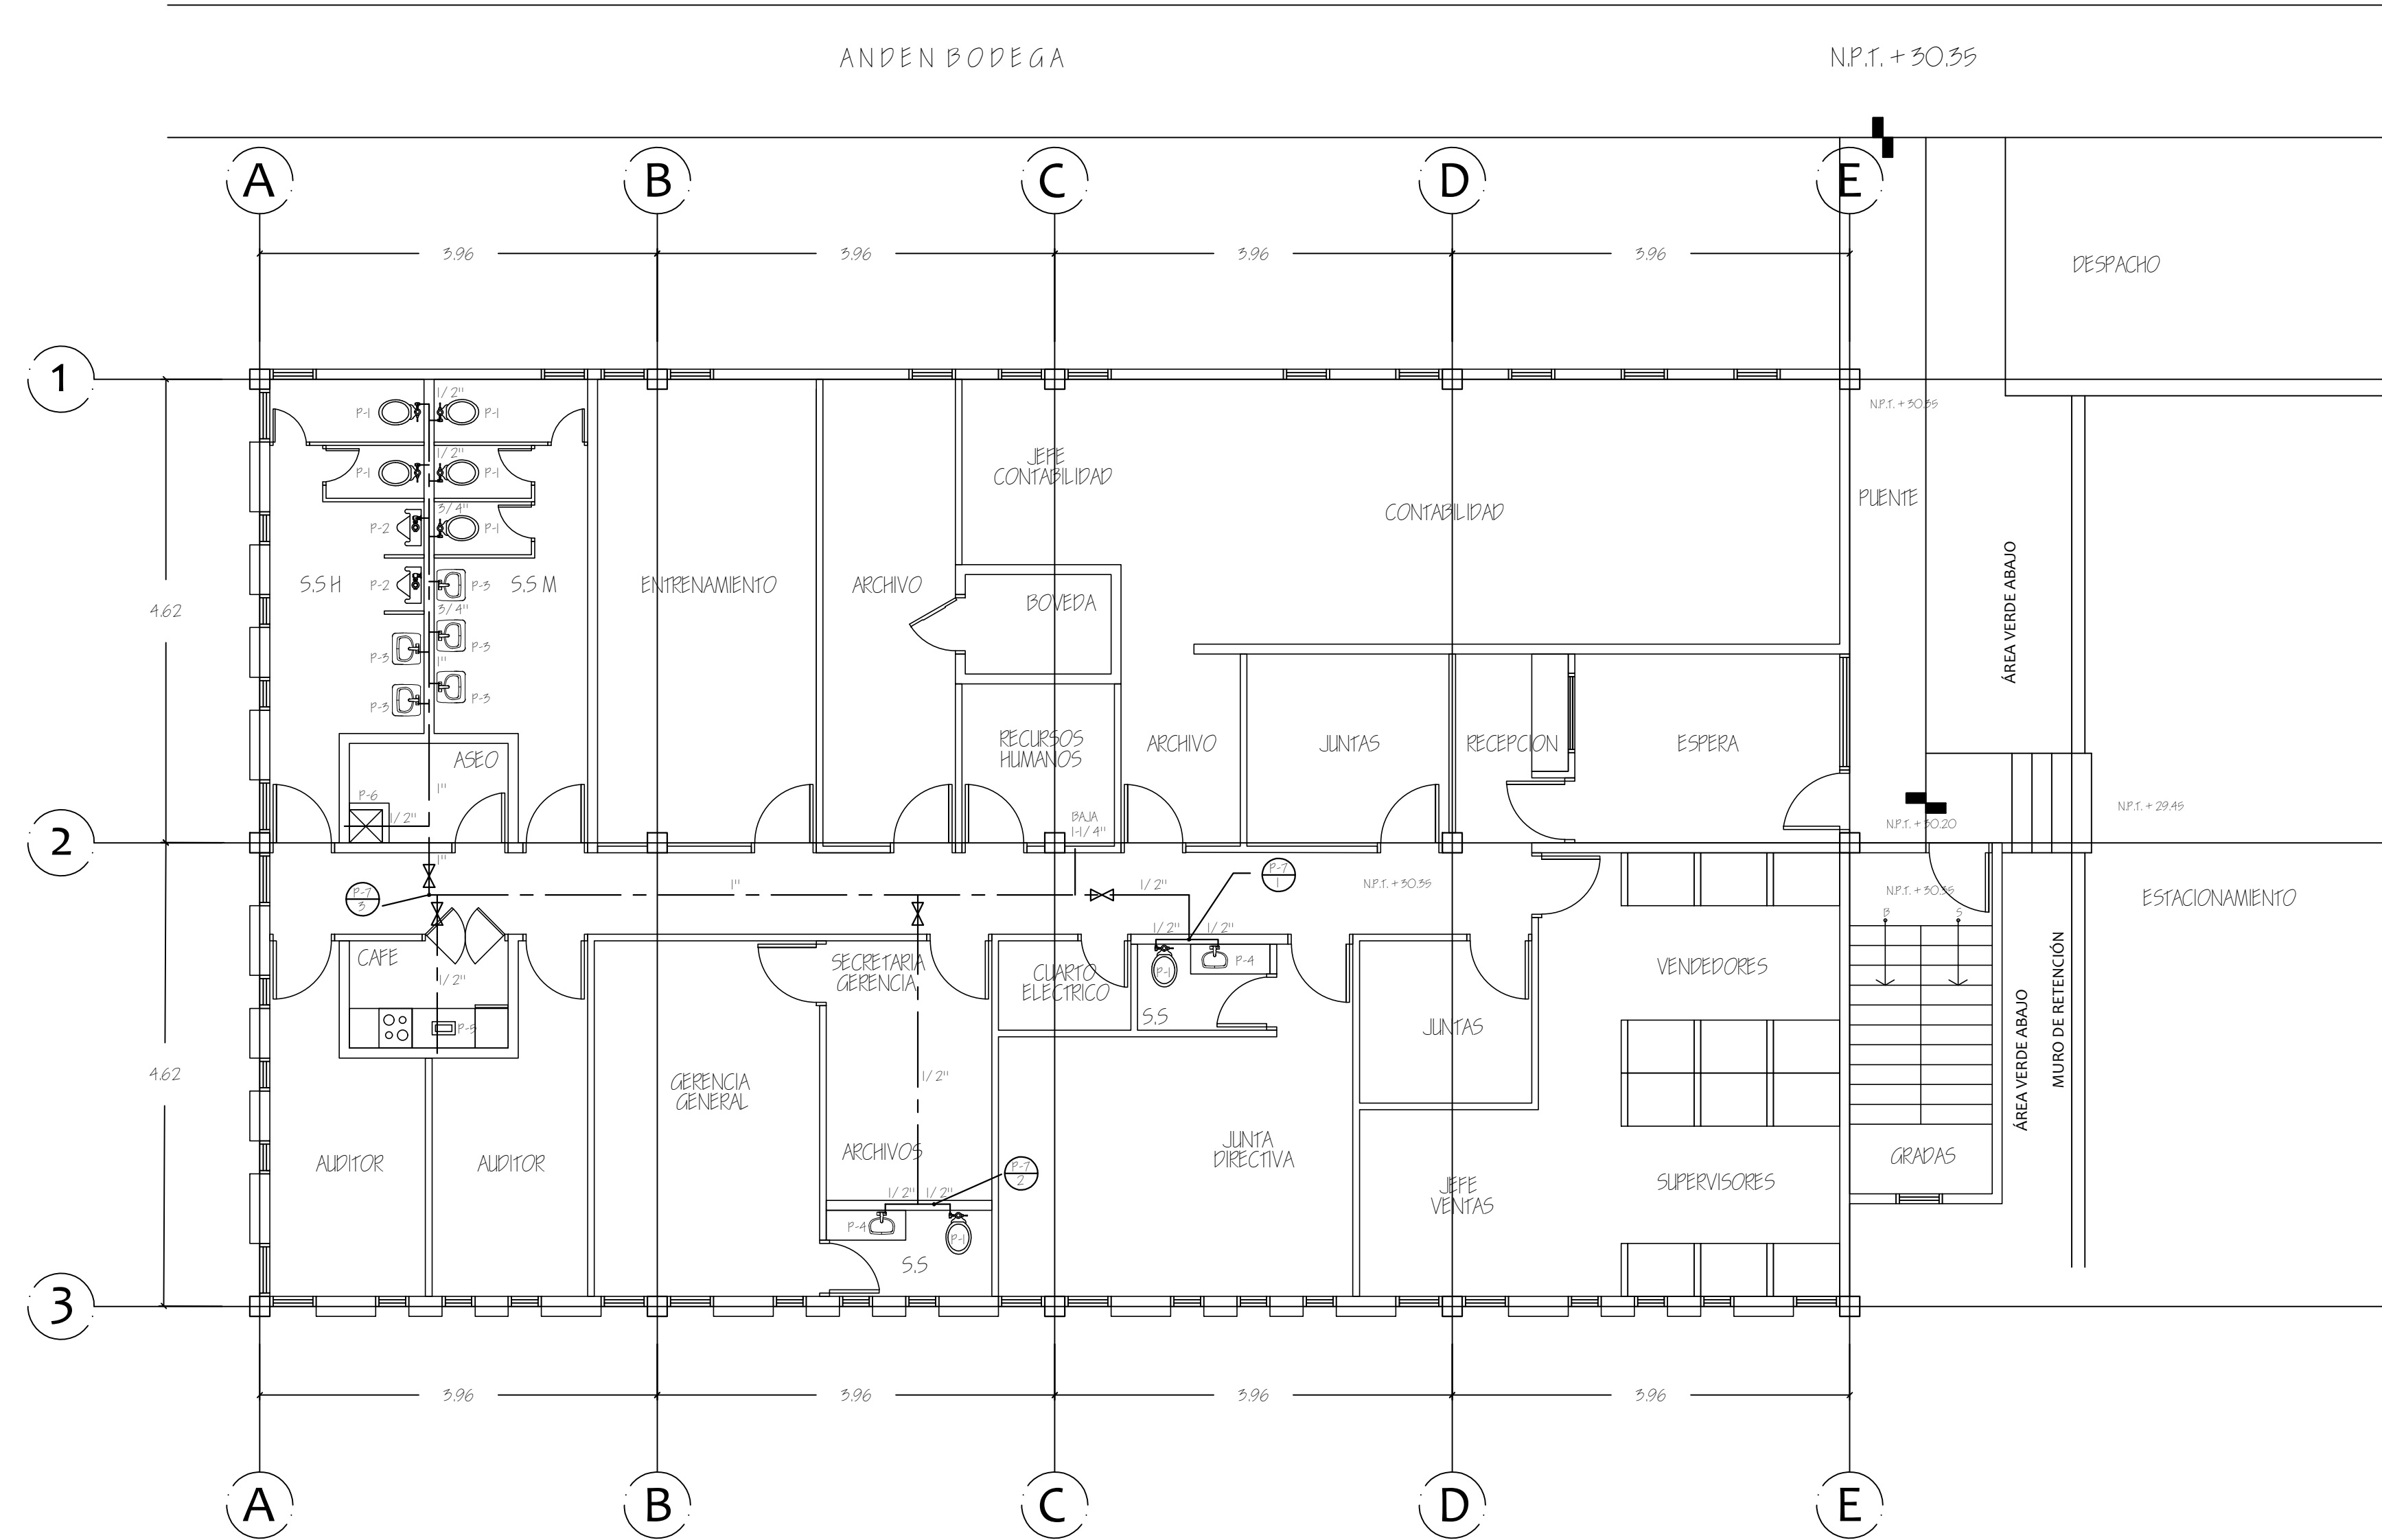 ANDEN BODEGA
N.P.T. + 30.35
A
B
C
D
E
3.96
3.96
3.96
3.96
DESPACHO
1
1/2"
P-1
P-1
N.P.T. + 30.35
1/2"
P-1
P-1
JEFE
CONTABILIDAD
CONTABILIDAD
PUENTE
3/4"
P-2
P-1
ÁREA VERDE ABAJO
S.S H
P-2
P-3
S.S M
ENTRENAMIENTO
ARCHIVO
BOVEDA
4.62
3/4"
P-3
P-3
1"
P-3
P-3
RECURSOS
HUMANOS
ARCHIVO
JUNTAS
RECEPCION
ESPERA
ASEO
1"
P-6
1/2"
BAJA
1-1/4"
N.P.T. + 30.20
N.P.T. + 29.45
2
1"
1"
1/2"
P-7
1
N.P.T. + 30.35
N.P.T. + 30.35
P-7
3
ESTACIONAMIENTO
B
S
1/2"
1/2"
CAFE
1/2"
SECRETARIA
GERENCIA
CUARTO
ELECTRICO
P-1
P-4
VENDEDORES
MURO DE RETENCIÓN
S.S
P-5
JUNTAS
ÁREA VERDE ABAJO
4.62
GERENCIA
GENERAL
1/2"
AUDITOR
AUDITOR
ARCHIVOS
JUNTA
DIRECTIVA
GRADAS
P-7
2
1/2"
1/2"
JEFE
VENTAS
SUPERVISORES
P-4
P-1
S.S
3
3.96
3.96
3.96
3.96
A
B
C
D
E